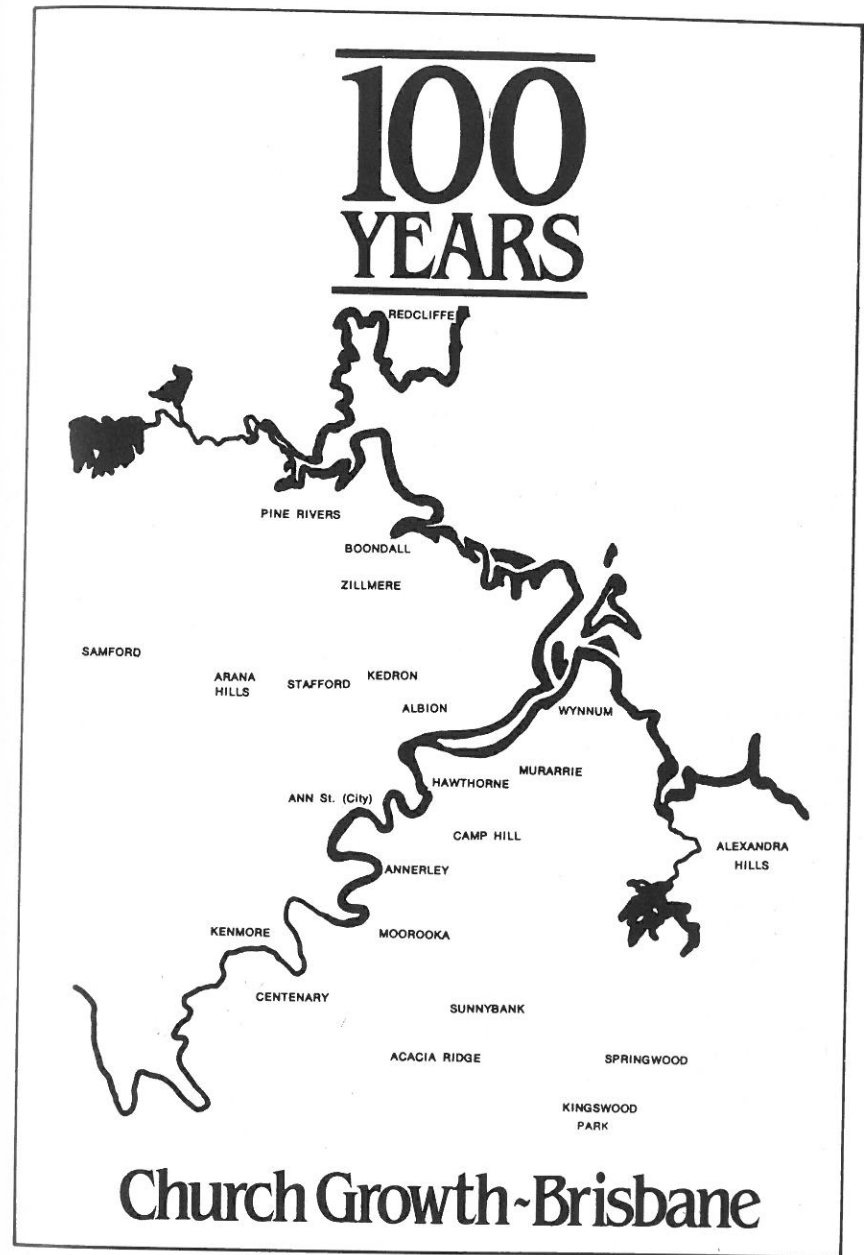 100
YEARS
REDCLIFFE
PINE RIVERS
BOONDALL
ZILLMERE
SAMFORD
ARANA
HILLS
STAFFORD
KEDRON
ALBION
WYNNUM
HAWTHORNE
MURARRIE
ANN St. (City)
CAMP HILL
ALEXANDRA
HILLS
ANNERLEY
KENMORE
MOOROOKA
CENTENARY
SUNNYBANK
ACACIA RIDGE
SPRINGWOOD
KINGSWOOD
PARK
Church Growth~Brisbane